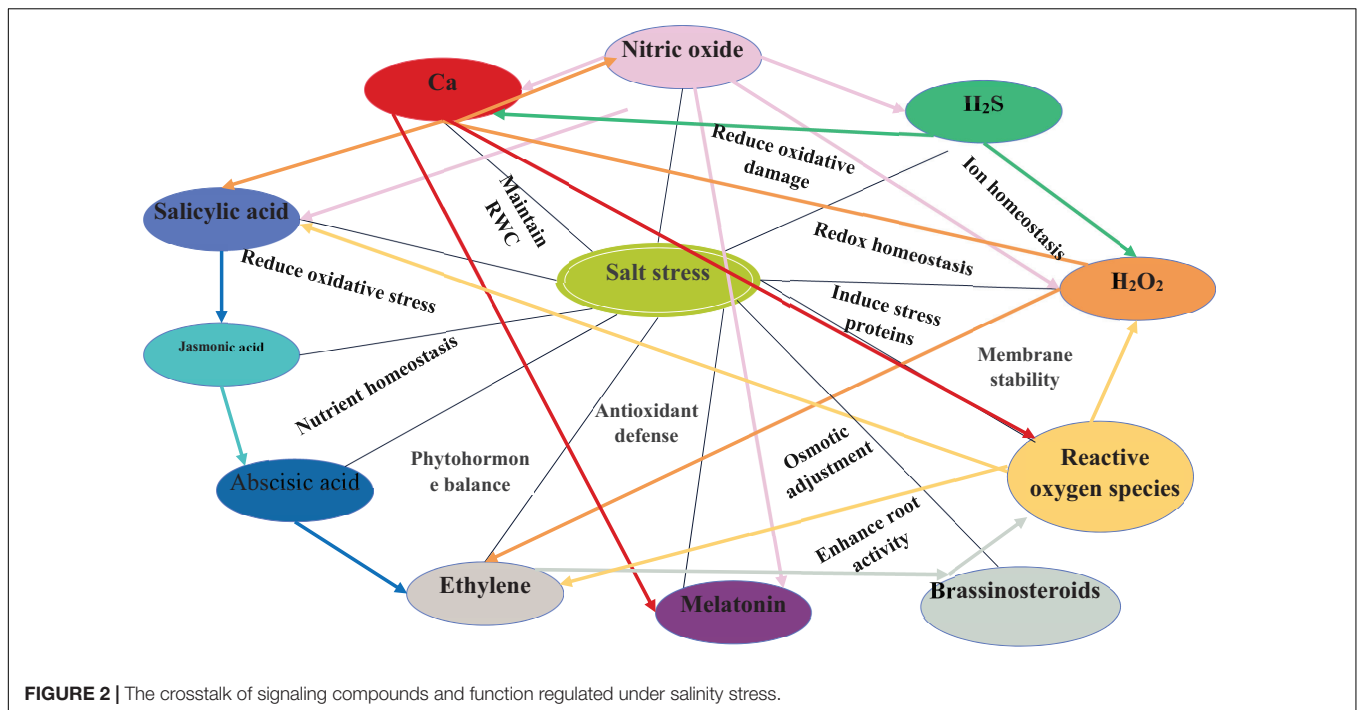 Nitric oxide
Ca
H₂S
Reduce oxidative
damage
Ion homeostasis
Salicylic acid
Maintain
RWC
Redox homeostasis
Salt stress
H₂O₂
Reduce oxidative stress
Induce stress
proteins
Jasmonic acid
Membrane
stability
Nutrient homeostasis
Antioxidant
defense
Osmotic
adjustment
Reactive
oxygen species
Abscisic acid
Phytohormon
e balance
Enhance root
activity
Ethylene
Melatonin
Brassinosteroids
FIGURE 2 | The crosstalk of signaling compounds and function regulated under salinity stress.